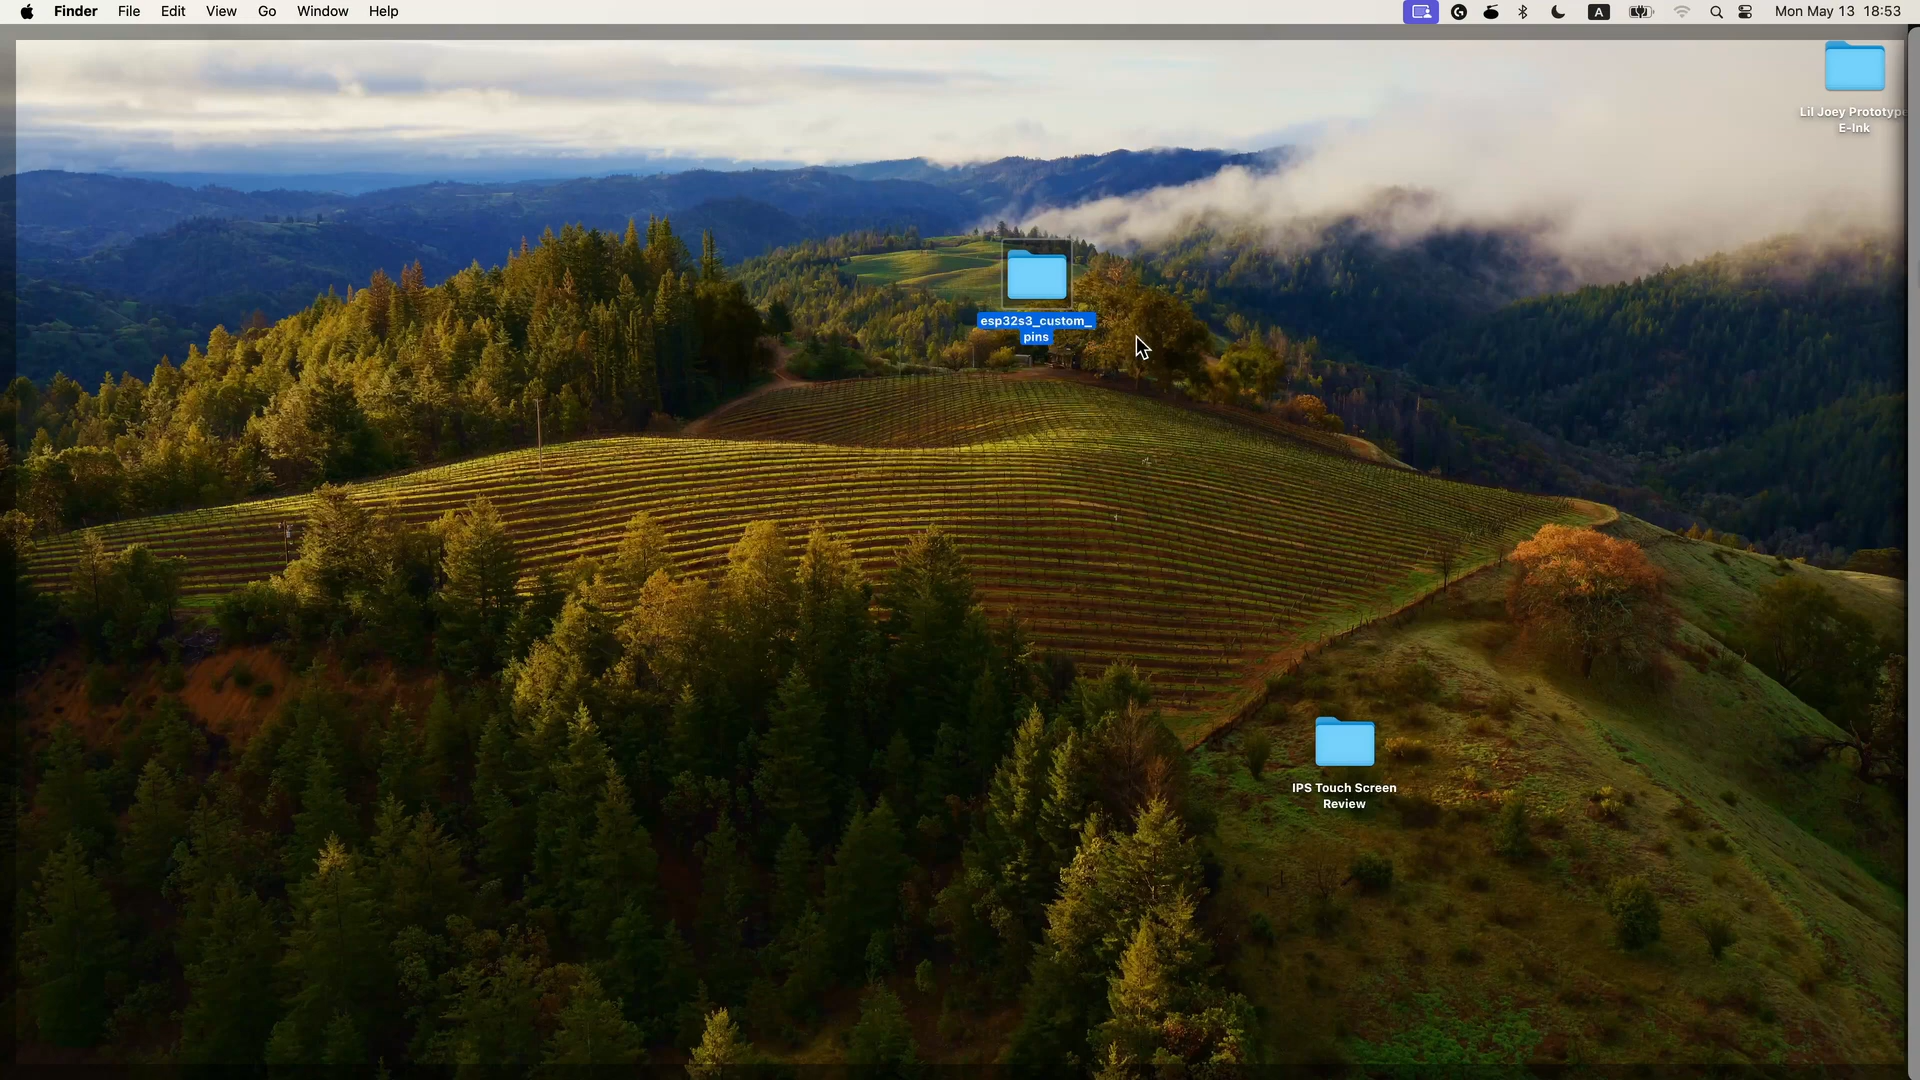 Finder File Edit View Go Window Help
A
Mon May 13 18:53
Lil Joey Prototype
E-Ink
esp32s3_custom_
pins
IPS Touch Screen
Review